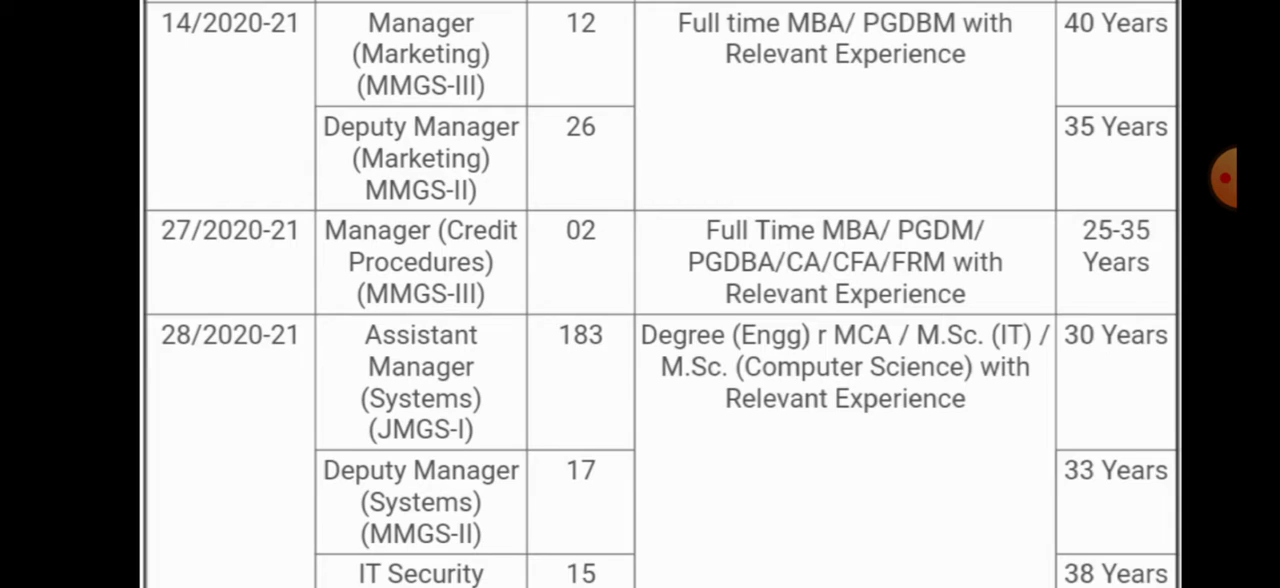 14/2020-21
Manager
(Marketing)
(MMGS-III)
12
Full time MBA/ PGDBM with
Relevant Experience
40 Years
Deputy Manager
(Marketing)
MMGS-II)
26
35 Years
27/2020-21
Manager (Credit
Procedures)
(MMGS-III)
02
Full Time MBA/ PGDM/
PGDBA/CA/CFA/FRM with
Relevant Experience
25-35
Years
28/2020-21
Assistant
Manager
(Systems)
(JMGS-I)
183
Degree (Engg) r MCA / M.Sc. (IT) /
M.Sc. (Computer Science) with
Relevant Experience
30 Years
Deputy Manager
(Systems)
(MMGS-II)
17
33 Years
IT Security
15
38 Years